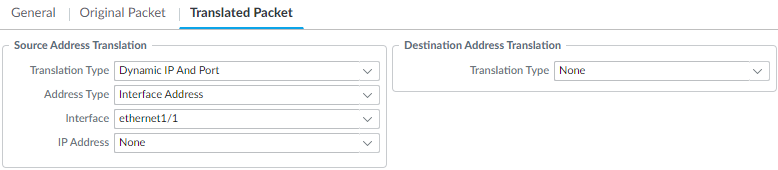 General Original Packet Translated Packet
Source Address Translation
Translation Type Dynamic IP And Port
Address Type Interface Address
Interface ethernet1/1
IP Address None
Destination Address Translation
Translation Type None